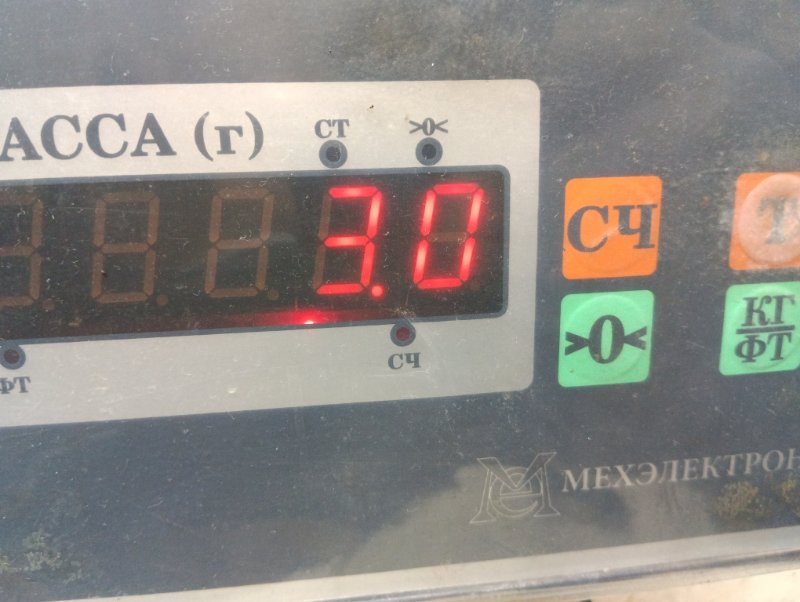 АССА (г)
СТ >0<
3.0
ФТ СЧ
СЧ Т
>0< КГ
ФТ
МЕХЭЛЕКТРОН